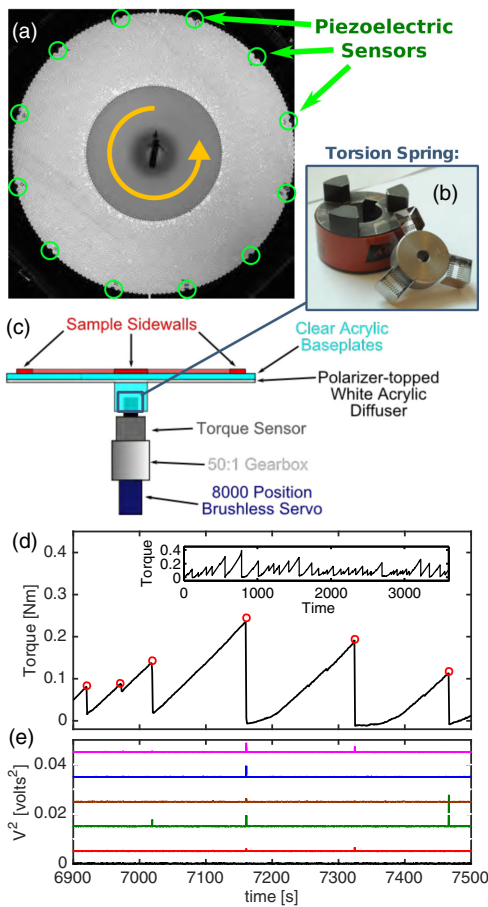 (a)
Piezoelectric
Sensors
Torsion Spring:
(b)
(c)
Sample Sidewalls
Clear Acrylic
Baseplates
Polarizer-topped
White Acrylic
Diffuser
Torque Sensor
50:1 Gearbox
8000 Position
Brushless Servo
(d)
Torque [Nm]
0.4
0.3
0.2
0.1
0
Torque
0.4
0.2
0
0 1000 2000 3000
Time
(e)
V² [volts²]
0.04
0.02
0
6900 7000 7100 7200 7300 7400 7500
time [s]